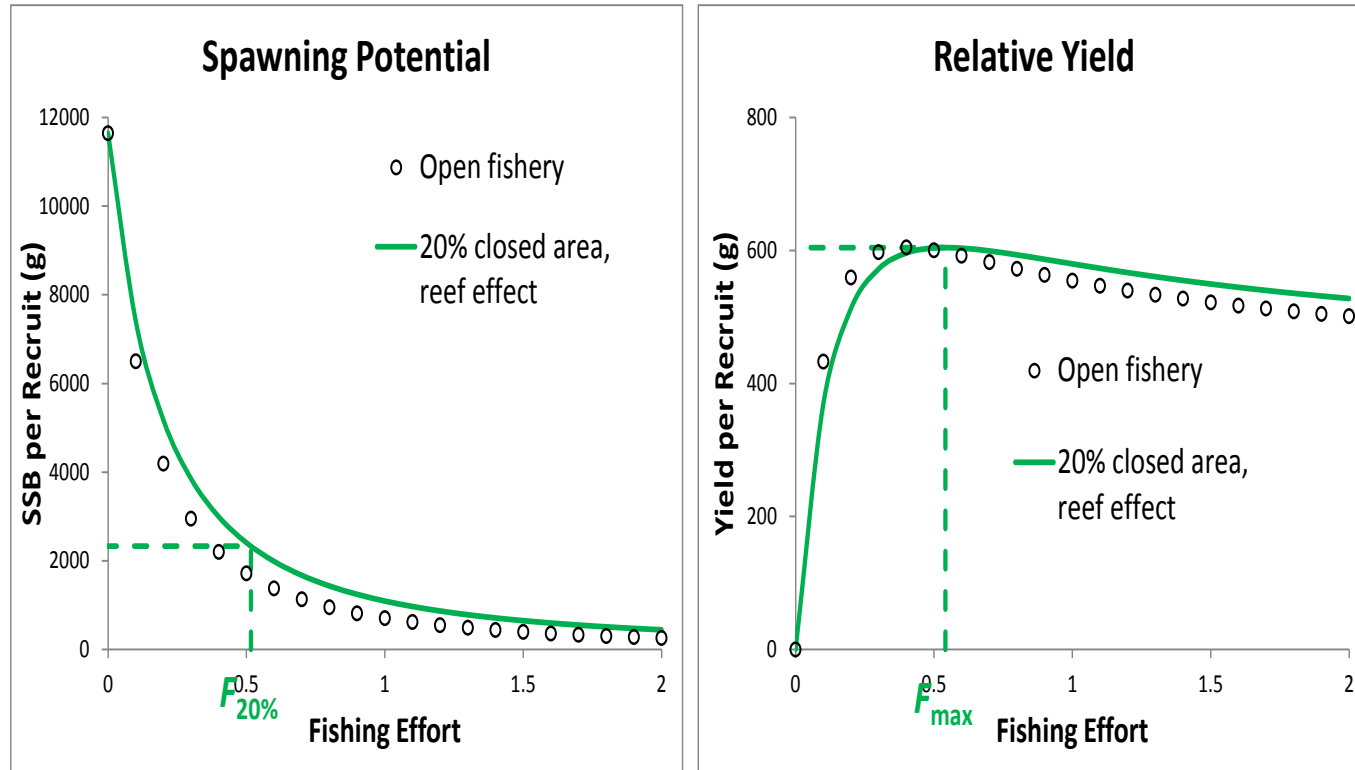 Spawning Potential
12000
10000
8000
6000
4000
2000
0
SSB per Recruit (g)
Open fishery
20% closed area,
reef effect
0
0.5
1
1.5
2
F20%
Fishing Effort
Relative Yield
800
600
400
200
0
Yield per Recruit (g)
Open fishery
20% closed area,
reef effect
0
0.5
1
1.5
2
Fmax
Fishing Effort